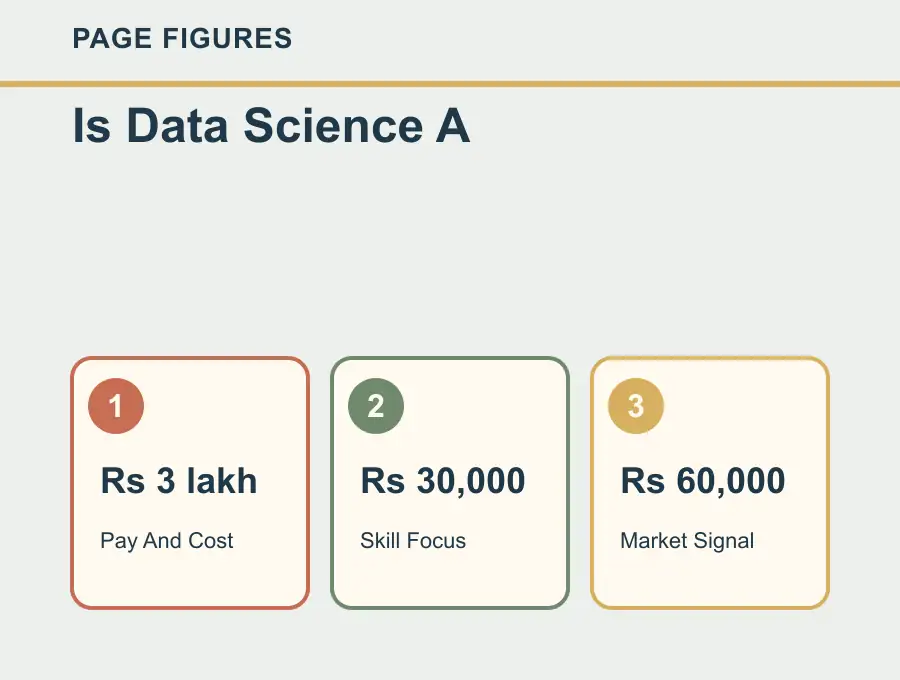 PAGE FIGURES
Is Data Science A
1
2
3
Rs 3 lakh
Rs 30,000
Rs 60,000
Pay And Cost
Skill Focus
Market Signal